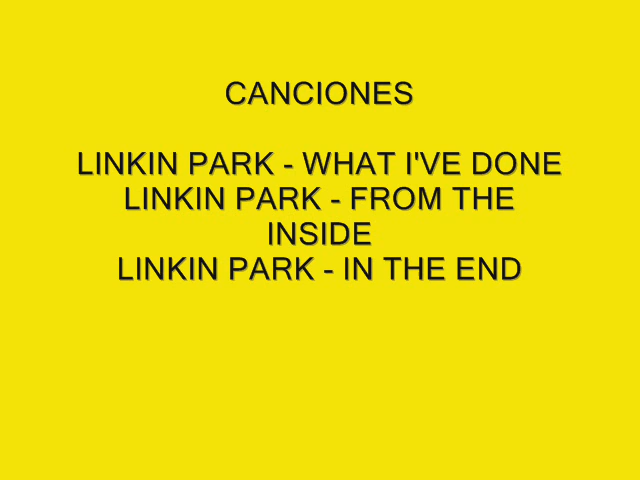 CANCIONES
LINKIN PARK - WHAT I'VE DONE
LINKIN PARK - FROM THE
INSIDE
LINKIN PARK - IN THE END